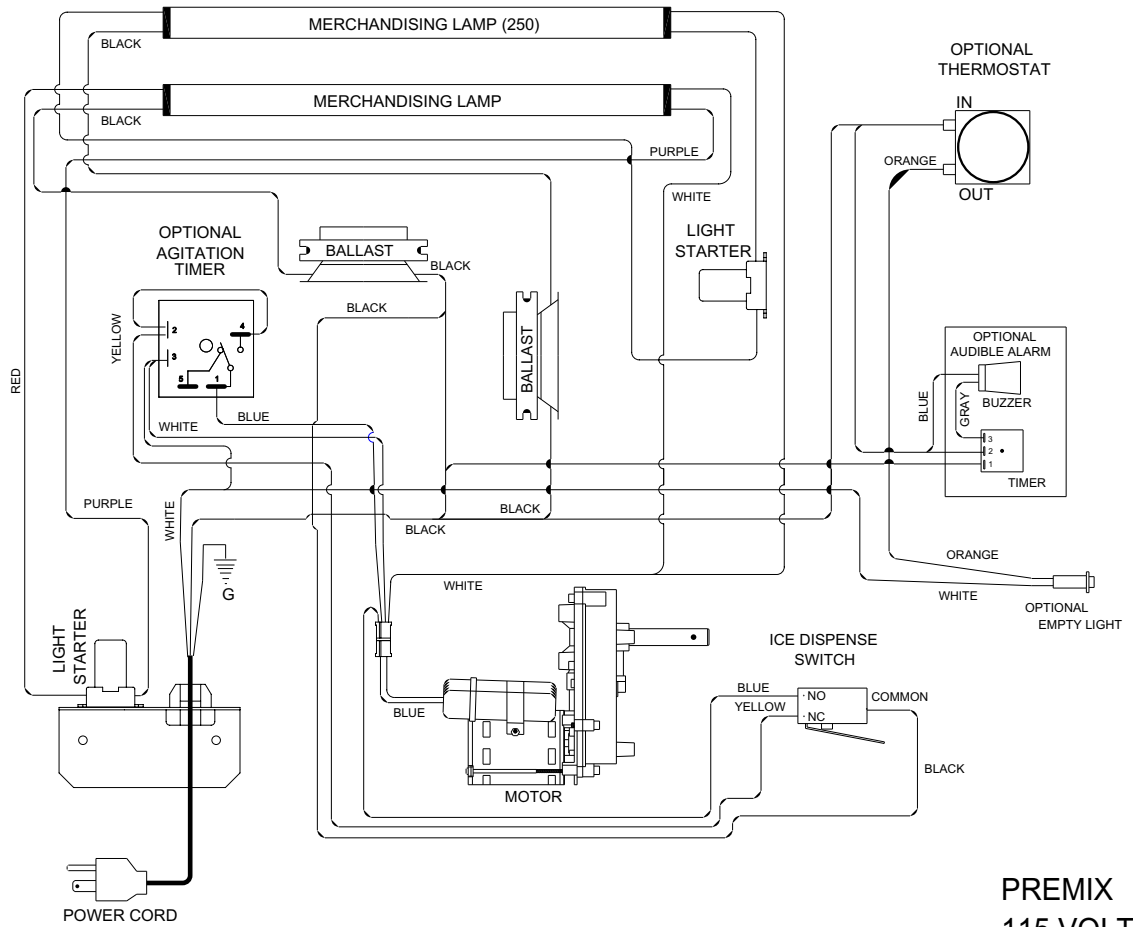 MERCHANDISING LAMP (250)
BLACK
MERCHANDISING LAMP
BLACK
PURPLE
WHITE
OPTIONAL
THERMOSTAT
IN
ORANGE
OUT
OPTIONAL
AGITATION
TIMER
BALLAST
BLACK
LIGHT
STARTER
BLACK
YELLOW
2
4
3
5
1
BALLAST
RED
BLUE
WHITE
OPTIONAL
AUDIBLE ALARM
BUZZER
BLUE
GRAY
3
2
1
TIMER
PURPLE
WHITE
BLACK
BLACK
G
WHITE
ORANGE
WHITE
OPTIONAL
EMPTY LIGHT
LIGHT
STARTER
ICE DISPENSE
SWITCH
BLUE
NO
COMMON
YELLOW
NC
BLUE
BLACK
MOTOR
POWER CORD
PREMIX
115 VOLT